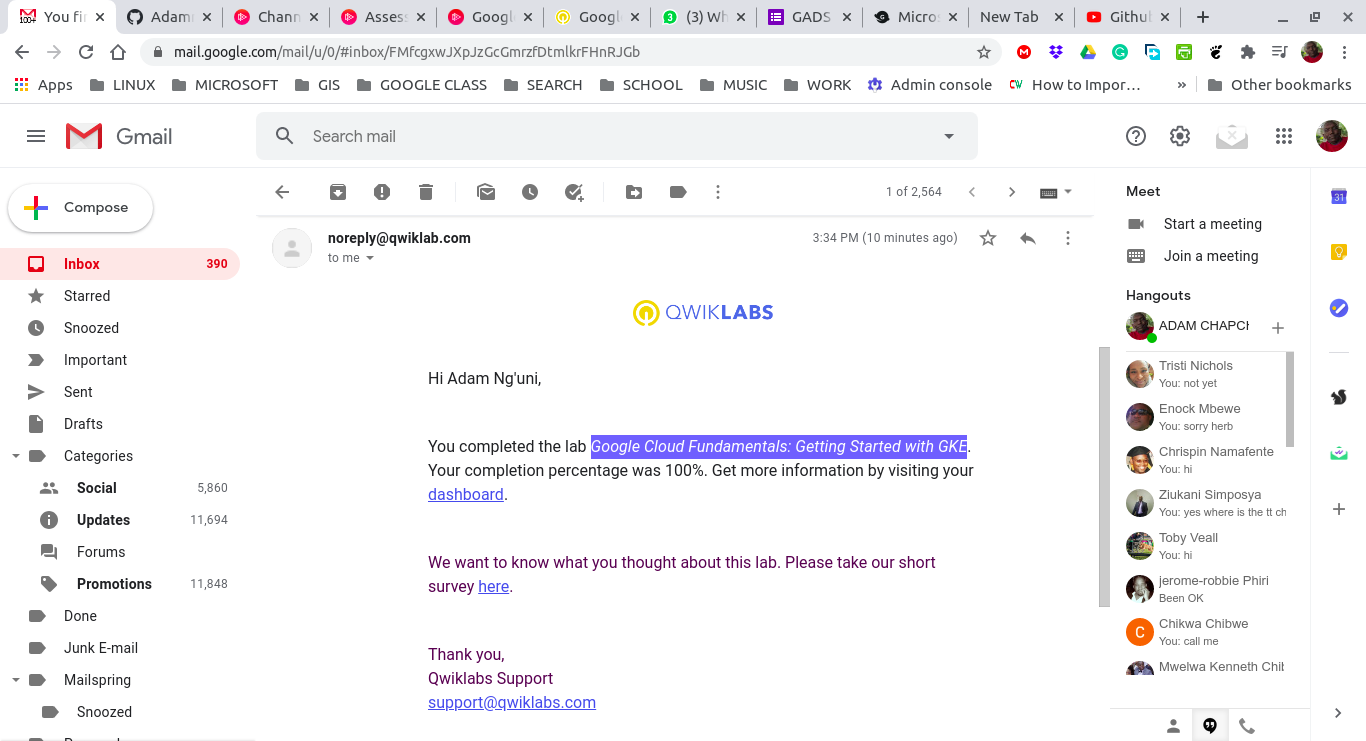 You fi
Adam
Chann
Assess
Google
Google
(3) Wh
GADS
Micros
New Tab
Githu
mail.google.com/mail/u/0/#inbox/FMfcgxwJXpJzGcGmrzfDtmlkrFHnRJGb
Apps
LINUX
MICROSOFT
GIS
GOOGLE CLASS
SEARCH
SCHOOL
MUSIC
WORK
Admin console
How to Impor…
»
Other bookmarks
Gmail
Search mail
Compose
1 of 2,564
Inbox 390
Starred
Snoozed
Important
Sent
Drafts
Categories
Social 5,860
Updates 11,694
Forums
Promotions 11,848
Done
Junk E-mail
Mailspring
Snoozed
noreply@qwiklab.com
3:34 PM (10 minutes ago)
to me
QWIKLABS
Hi Adam Ng'uni,
You completed the lab Google Cloud Fundamentals: Getting Started with GKE.
Your completion percentage was 100%. Get more information by visiting your
dashboard.
We want to know what you thought about this lab. Please take our short
survey here.
Thank you,
Qwiklabs Support
support@qwiklabs.com
Meet
Start a meeting
Join a meeting
Hangouts
ADAM CHAPCH
Tristi Nichols
You: not yet
Enock Mbewe
You: sorry herb
Chrispin Namafente
You: hi
Ziukani Simposya
You: yes where is the tt ch
Toby Veall
You: hi
jerome-robbie Phiri
Been OK
C
Chikwa Chibwe
You: call me
Mwelwa Kenneth Chib
31